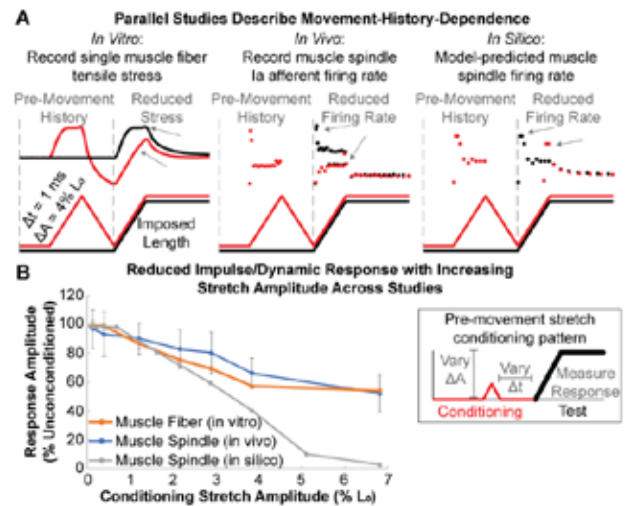 A
Parallel Studies Describe Movement-History-Dependence
In Vitro:
Record single muscle fiber
tensile stress
In Vivo:
Record muscle spindle
Ia afferent firing rate
In Silico:
Model-predicted muscle
spindle firing rate
Pre-Movement
History
Reduced
Stress
Pre-Movement
History
Reduced
Firing Rate
Pre-Movement
History
Reduced
Firing Rate
Δt = 1 ms
ΔA = 4% L₀
Imposed
Length
B
Reduced Impulse/Dynamic Response with Increasing
Stretch Amplitude Across Studies
Response Amplitude
(% Unconditioned)
120
100
80
60
40
20
0
Muscle Fiber (in vitro)
Muscle Spindle (in vivo)
Muscle Spindle (in silico)
0 1 2 3 4 5 6 7
Conditioning Stretch Amplitude (% L₀)
Pre-movement stretch
conditioning pattern
Vary
ΔA
Vary
Δt
Measure
Response
Conditioning
Test